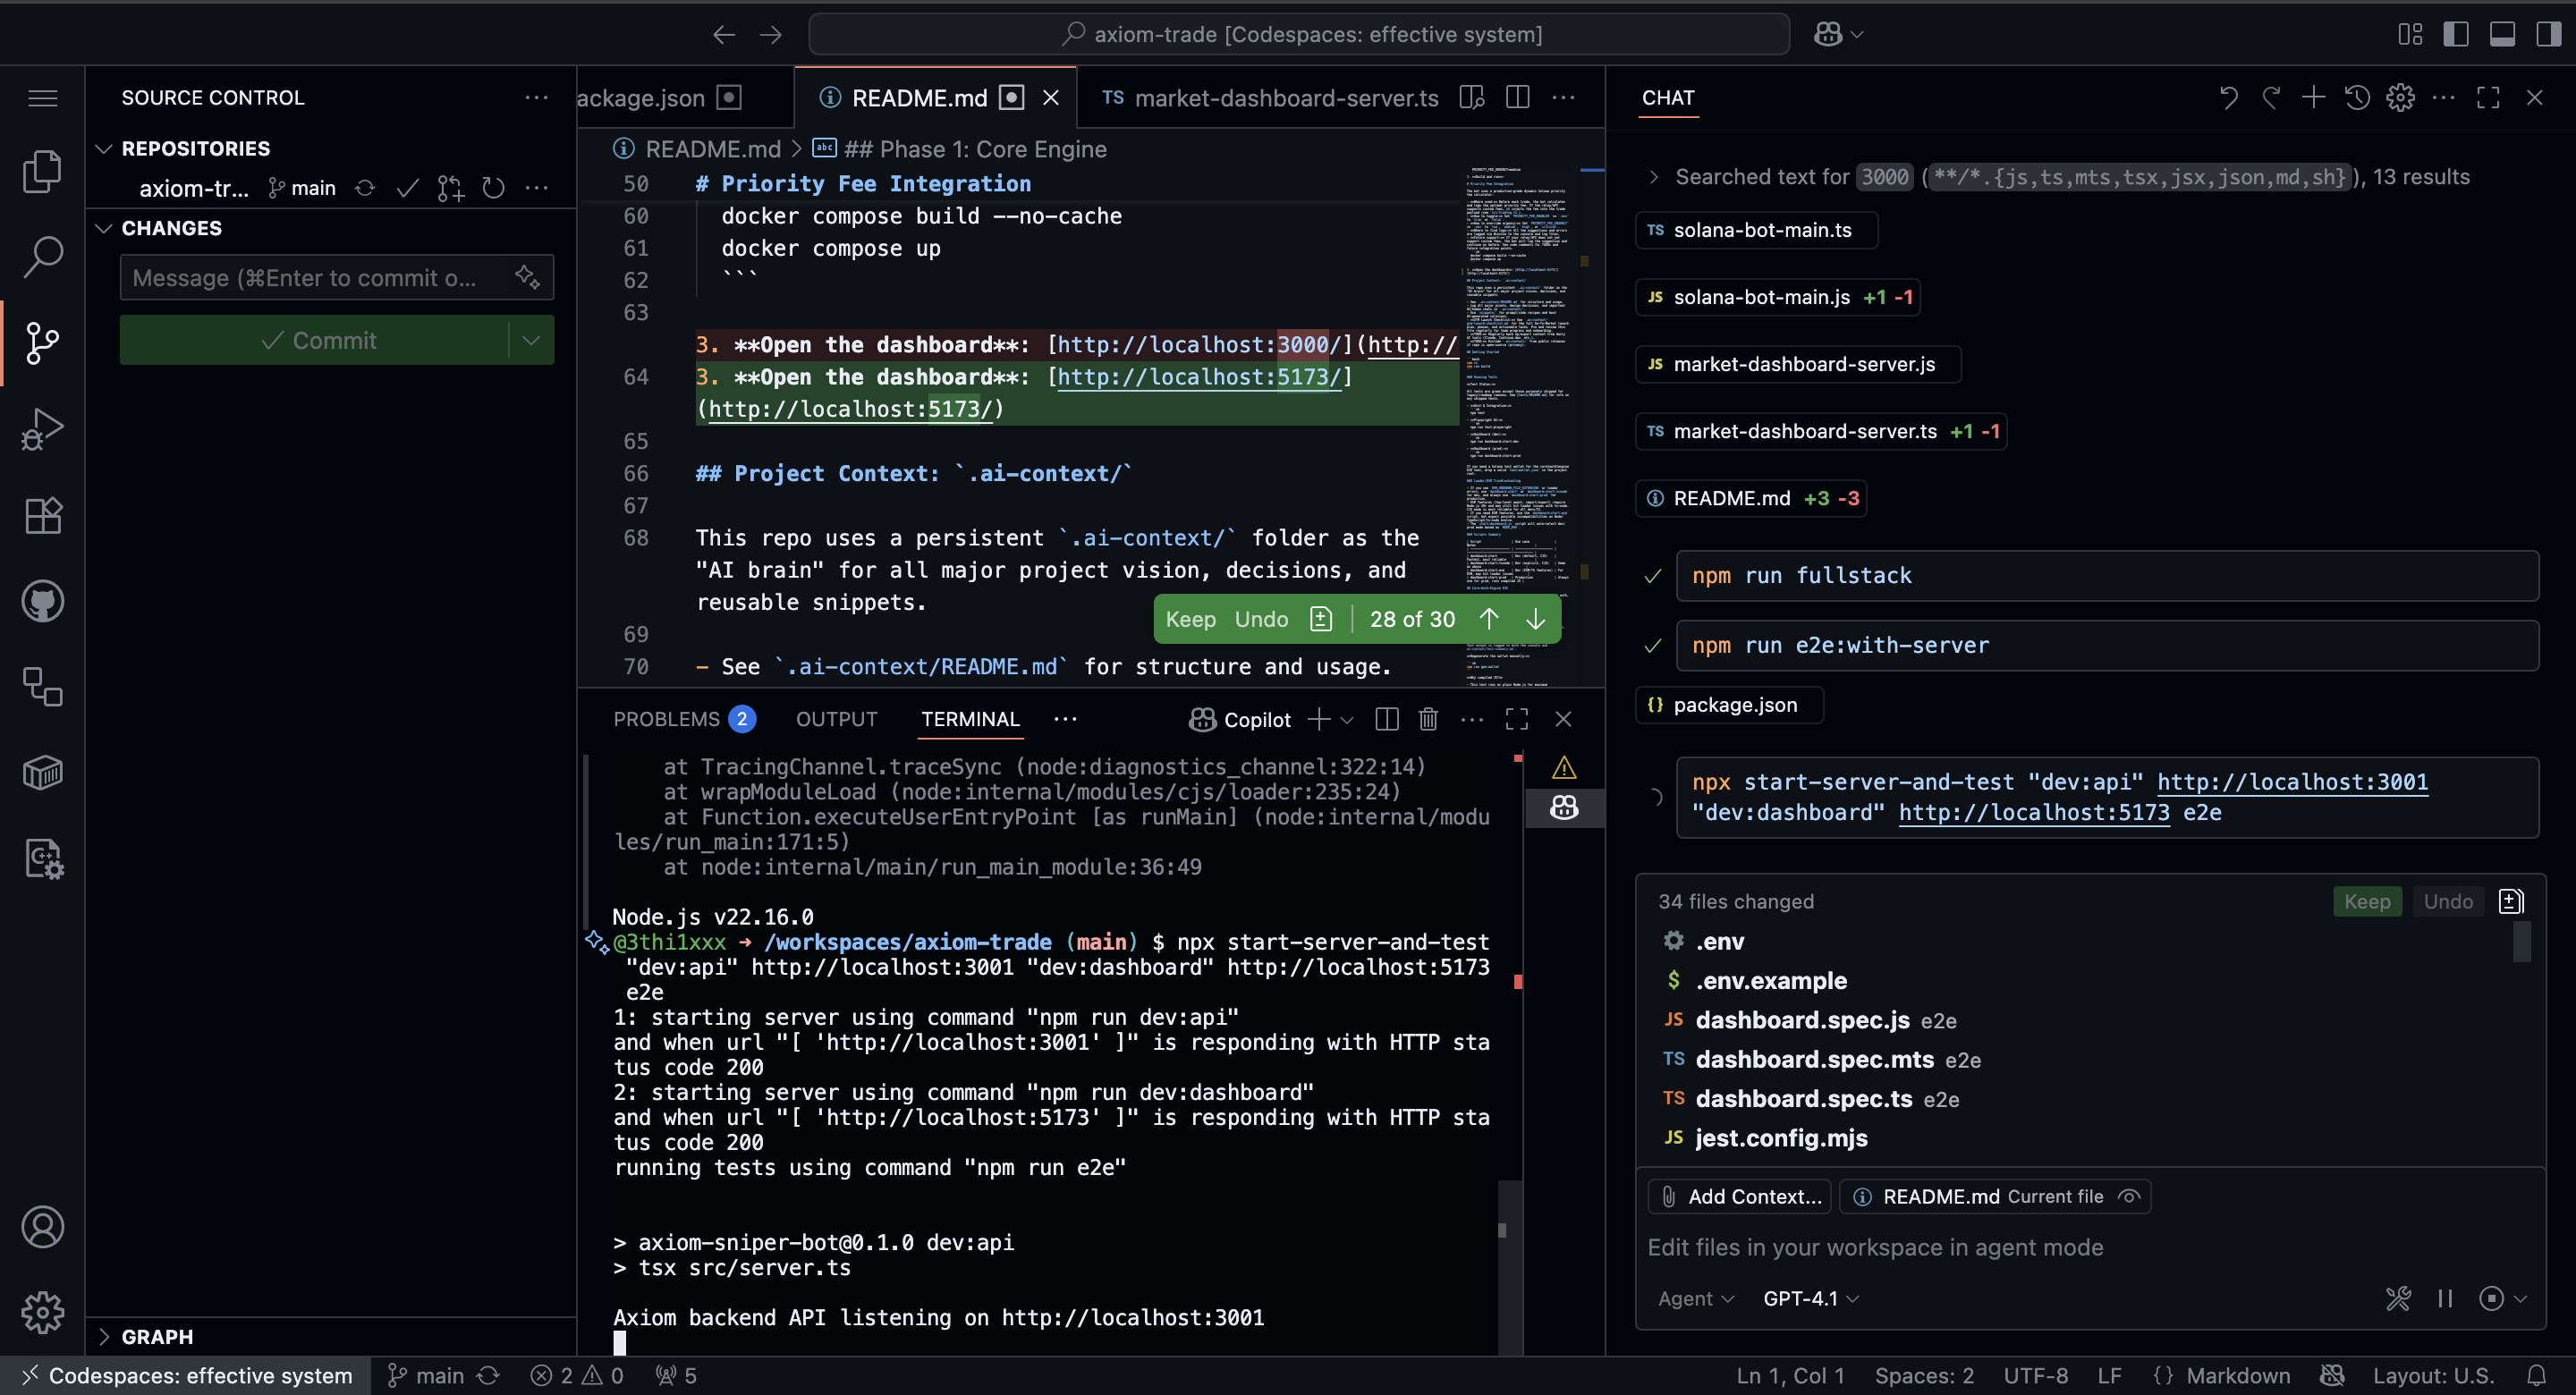 axiom-trade [Codespaces: effective system]
SOURCE CONTROL
REPOSITORIES
axiom-tr... main
CHANGES
Message (⌘Enter to commit o...
Commit
GRAPH
ackage.json
README.md
TS market-dashboard-server.ts
README.md > abc ## Phase 1: Core Engine
50 # Priority Fee Integration
60 docker compose build --no-cache
61 docker compose up
62 ```
63
3. **Open the dashboard**: [http://localhost:3000/](http://
64 3. **Open the dashboard**: [http://localhost:5173/]
(http://localhost:5173/)
65
66 ## Project Context: `.ai-context/`
67
68 This repo uses a persistent `.ai-context/` folder as the
"AI brain" for all major project vision, decisions, and
reusable snippets.
69
70 - See `.ai-context/README.md` for structure and usage.
Keep Undo 28 of 30
PROBLEMS 2 OUTPUT TERMINAL
Copilot
at TracingChannel.traceSync (node:diagnostics_channel:322:14)
at wrapModuleLoad (node:internal/modules/cjs/loader:235:24)
at Function.executeUserEntryPoint [as runMain] (node:internal/modu
les/run_main:171:5)
at node:internal/main/run_main_module:36:49
Node.js v22.16.0
@3thi1xxx → /workspaces/axiom-trade (main) $ npx start-server-and-test
"dev:api" http://localhost:3001 "dev:dashboard" http://localhost:5173
e2e
1: starting server using command "npm run dev:api"
and when url "[ 'http://localhost:3001' ]" is responding with HTTP sta
tus code 200
2: starting server using command "npm run dev:dashboard"
and when url "[ 'http://localhost:5173' ]" is responding with HTTP sta
tus code 200
running tests using command "npm run e2e"
> axiom-sniper-bot@0.1.0 dev:api
> tsx src/server.ts
Axiom backend API listening on http://localhost:3001
CHAT
Searched text for 3000 (**/*.{js,ts,mts,tsx,jsx,json,md,sh}), 13 results
TS solana-bot-main.ts
JS solana-bot-main.js +1 -1
JS market-dashboard-server.js
TS market-dashboard-server.ts +1 -1
README.md +3 -3
npm run fullstack
npm run e2e:with-server
{} package.json
npx start-server-and-test "dev:api" http://localhost:3001
"dev:dashboard" http://localhost:5173 e2e
34 files changed
Keep Undo
.env
$ .env.example
JS dashboard.spec.js e2e
TS dashboard.spec.mts e2e
TS dashboard.spec.ts e2e
JS jest.config.mjs
Add Context...
README.md Current file
Edit files in your workspace in agent mode
Agent
GPT-4.1
Codespaces: effective system
main
2
0
5
Ln 1, Col 1
Spaces: 2
UTF-8
LF
{} Markdown
Layout: U.S.